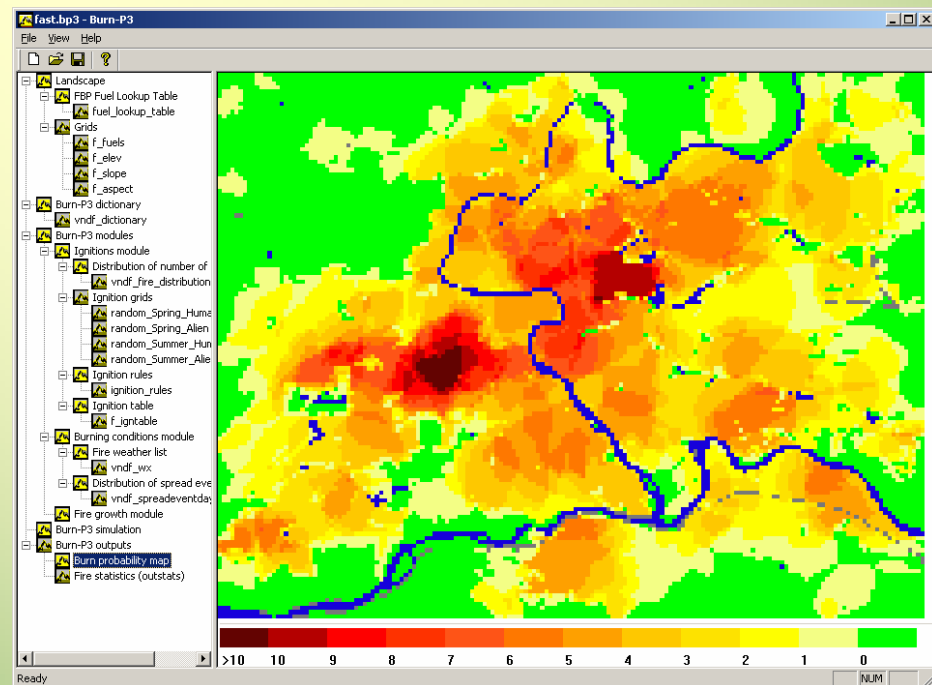 fast.bp3 - Burn-P3
File View Help
Landscape
FBP Fuel Lookup Table
fuel_lookup_table
Grids
f_fuels
f_elev
f_slope
f_aspect
Burn-P3 dictionary
vndf_dictionary
Burn-P3 modules
Ignitions module
Distribution of number of
vndf_fire_distribution
Ignition grids
random_Spring_Huma
random_Spring_Alien
random_Summer_Hun
random_Summer_Alie
Ignition rules
ignition_rules
Ignition table
f_igntable
Burning conditions module
Fire weather list
vndf_wx
Distribution of spread eve
vndf_spreadeventday
Fire growth module
Burn-P3 simulation
Burn-P3 outputs
Burn probability map
Fire statistics (outstats)
>10 10 9 8 7 6 5 4 3 2 1 0
Ready NUM